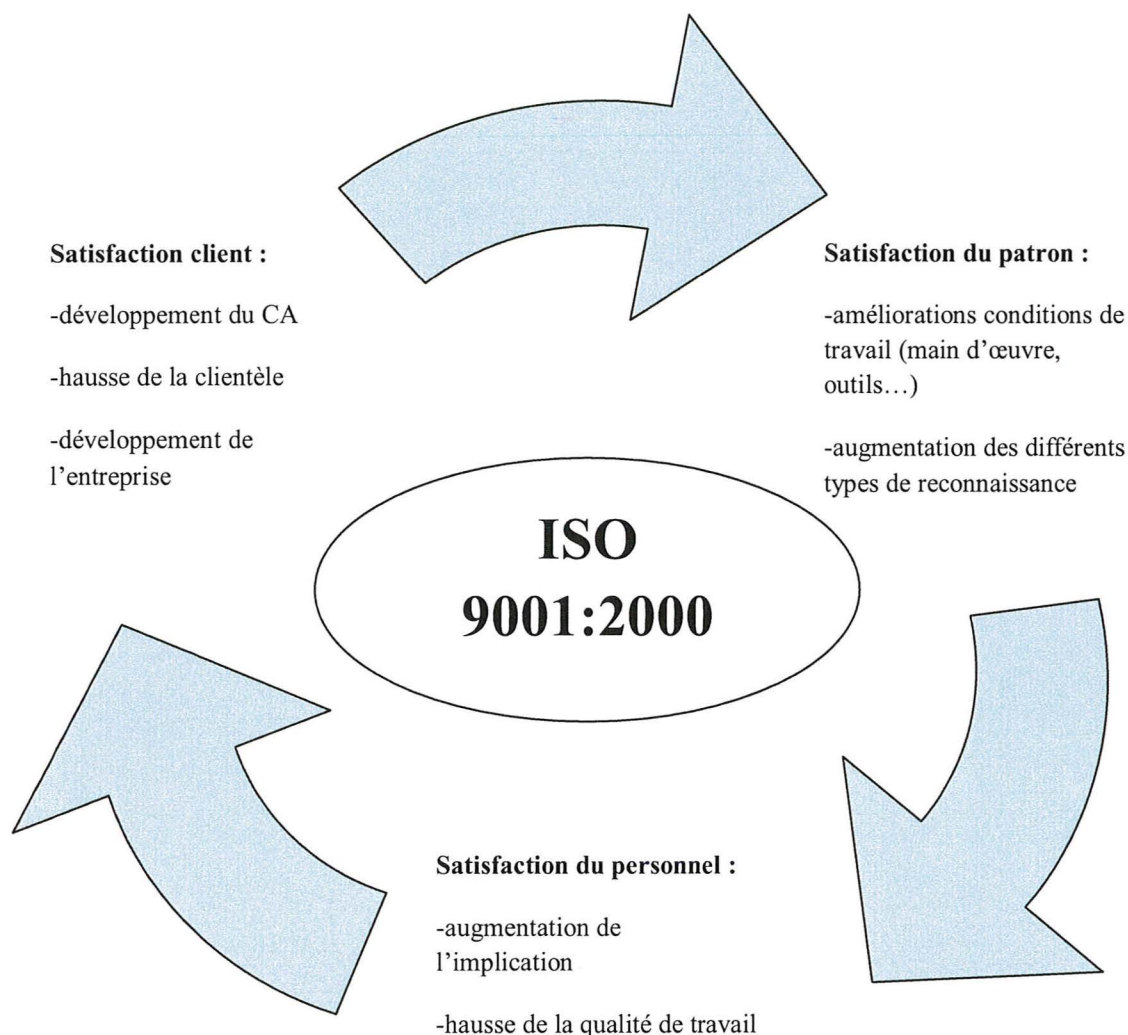 Satisfaction client :
-développement du CA
-hausse de la clientèle
-développement de
l’entreprise
Satisfaction du patron :
-améliorations conditions de
travail (main d’œuvre,
outils…)
-augmentation des différents
types de reconnaissance
ISO
9001:2000
Satisfaction du personnel :
-augmentation de
l’implication
-hausse de la qualité de travail